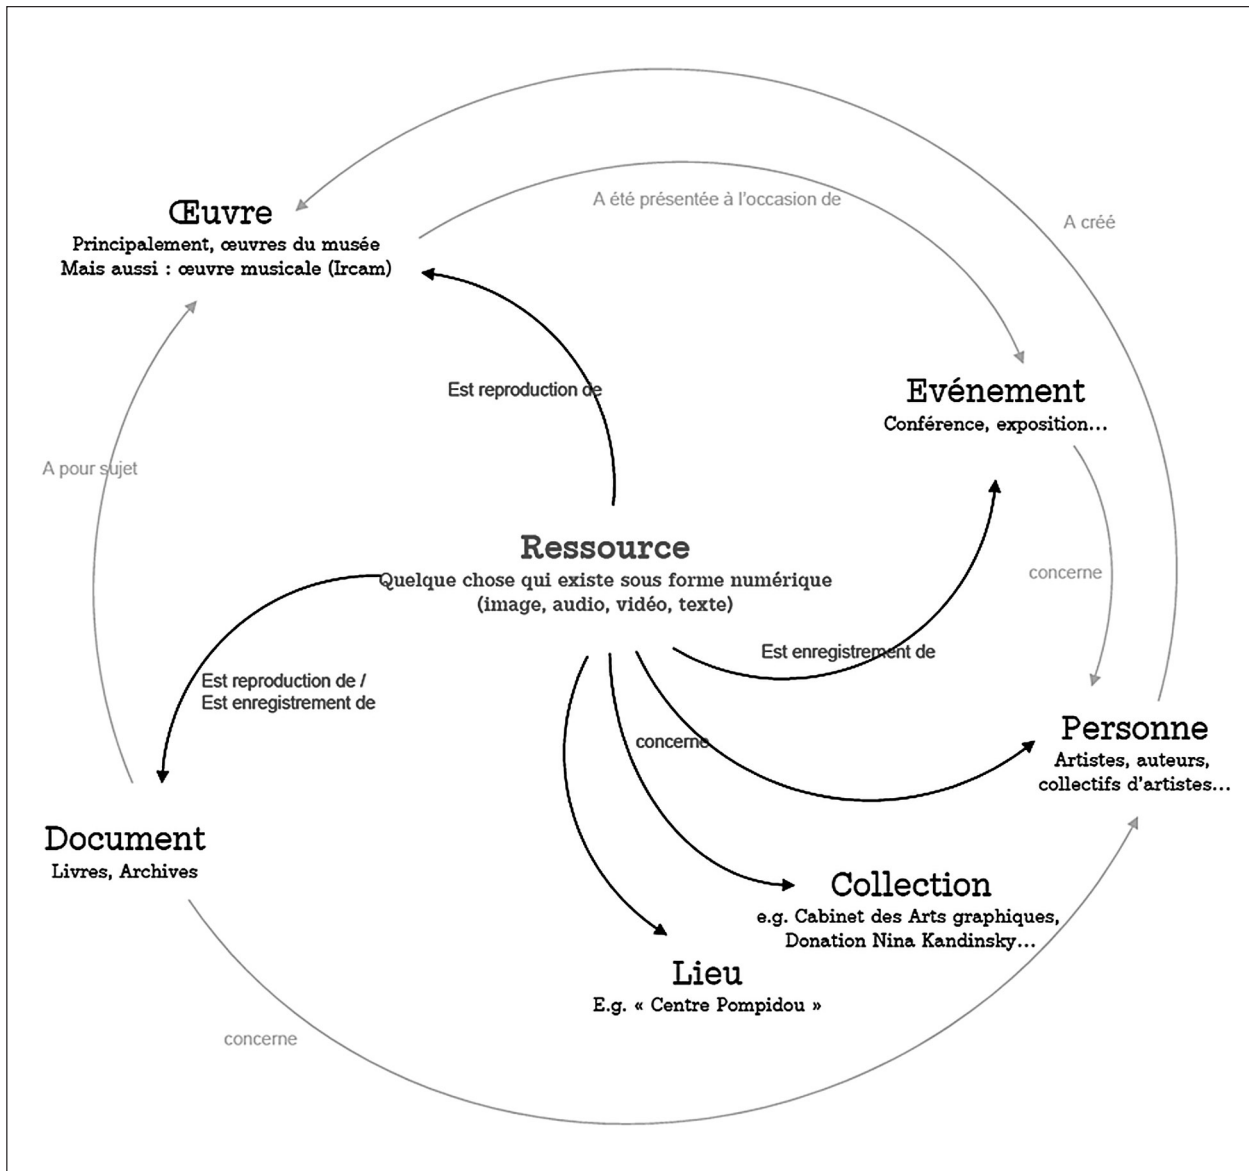 A été présentée à l'occasion de
Œuvre
A créé
Principalement, œuvres du musée
Mais aussi : œuvre musicale (Ircam)
Est reproduction de
Evénement
Conférence, exposition...
A pour sujet
Ressource
Quelque chose qui existe sous forme numérique
(image, audio, vidéo, texte)
concerne
Est enregistrement de
Est reproduction de /
Est enregistrement de
concerne
Personne
Artistes, auteurs,
collectifs d'artistes...
Document
Livres, Archives
Collection
e.g. Cabinet des Arts graphiques,
Donation Nina Kandinsky...
Lieu
E.g. « Centre Pompidou »
concerne